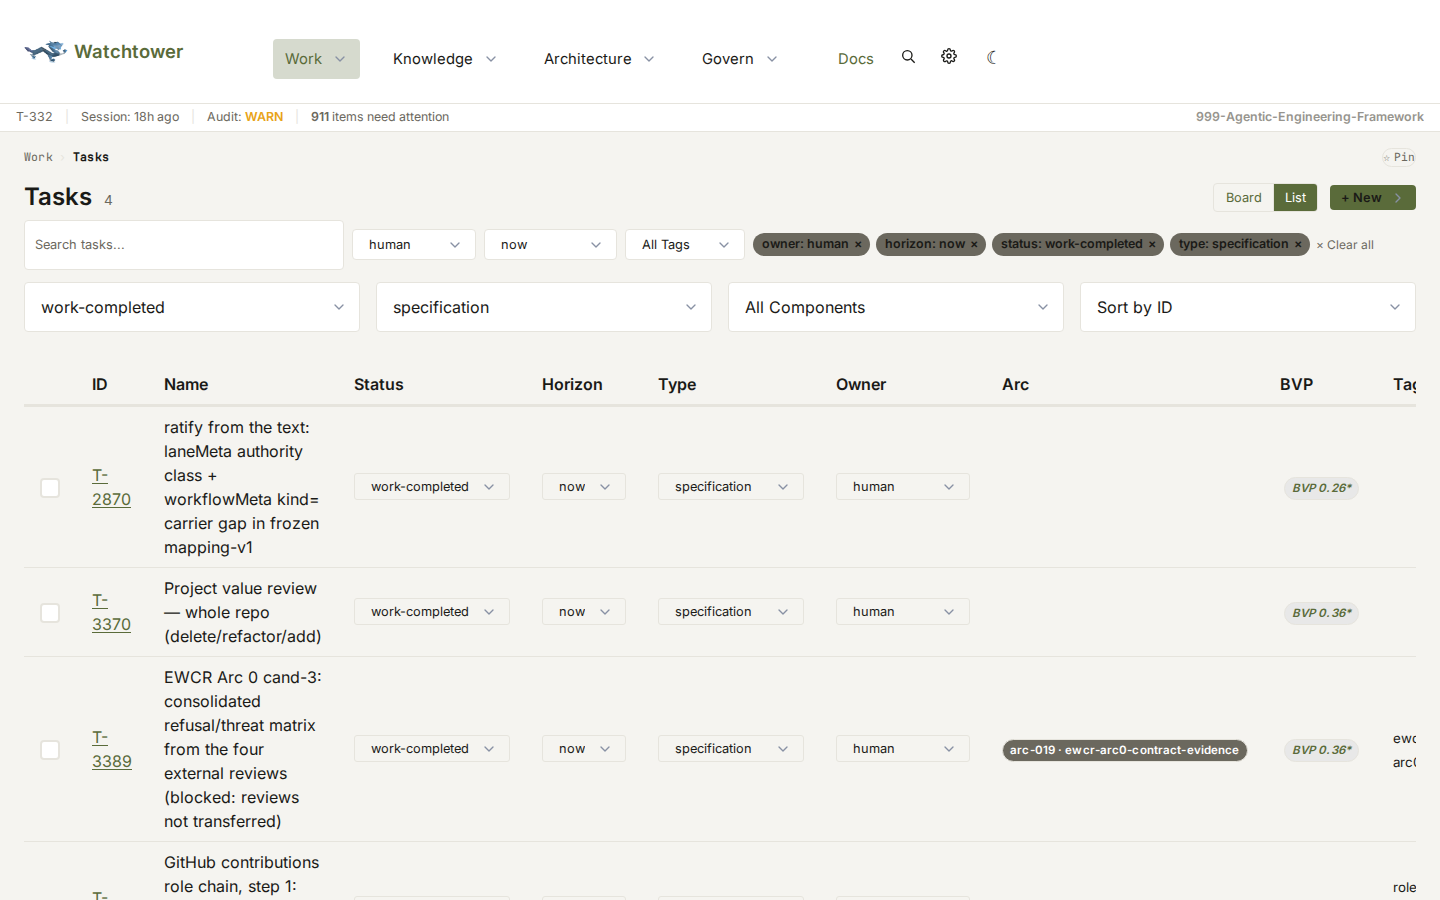 Watchtower
Work
Knowledge
Architecture
Govern
Docs
T-332
Session: 18h ago
Audit: WARN
911 items need attention
999-Agentic-Engineering-Framework
Work › Tasks
☆ Pin
Tasks 4
Board
List
+ New
Search tasks...
human
now
All Tags
owner: human ×
horizon: now ×
status: work-completed ×
type: specification ×
× Clear all
work-completed
specification
All Components
Sort by ID
ID
Name
Status
Horizon
Type
Owner
Arc
BVP
T-
2870
ratify from the text:
laneMeta authority
class +
workflowMeta kind=
carrier gap in frozen
mapping-v1
work-completed
now
specification
human
BVP 0.26*
T-
3370
Project value review
— whole repo
(delete/refactor/add)
work-completed
now
specification
human
BVP 0.36*
T-
3389
EWCR Arc 0 cand-3:
consolidated
refusal/threat matrix
from the four
external reviews
(blocked: reviews
not transferred)
work-completed
now
specification
human
arc-019 · ewcr-arc0-contract-evidence
BVP 0.36*
T-
GitHub contributions
role chain, step 1:
role